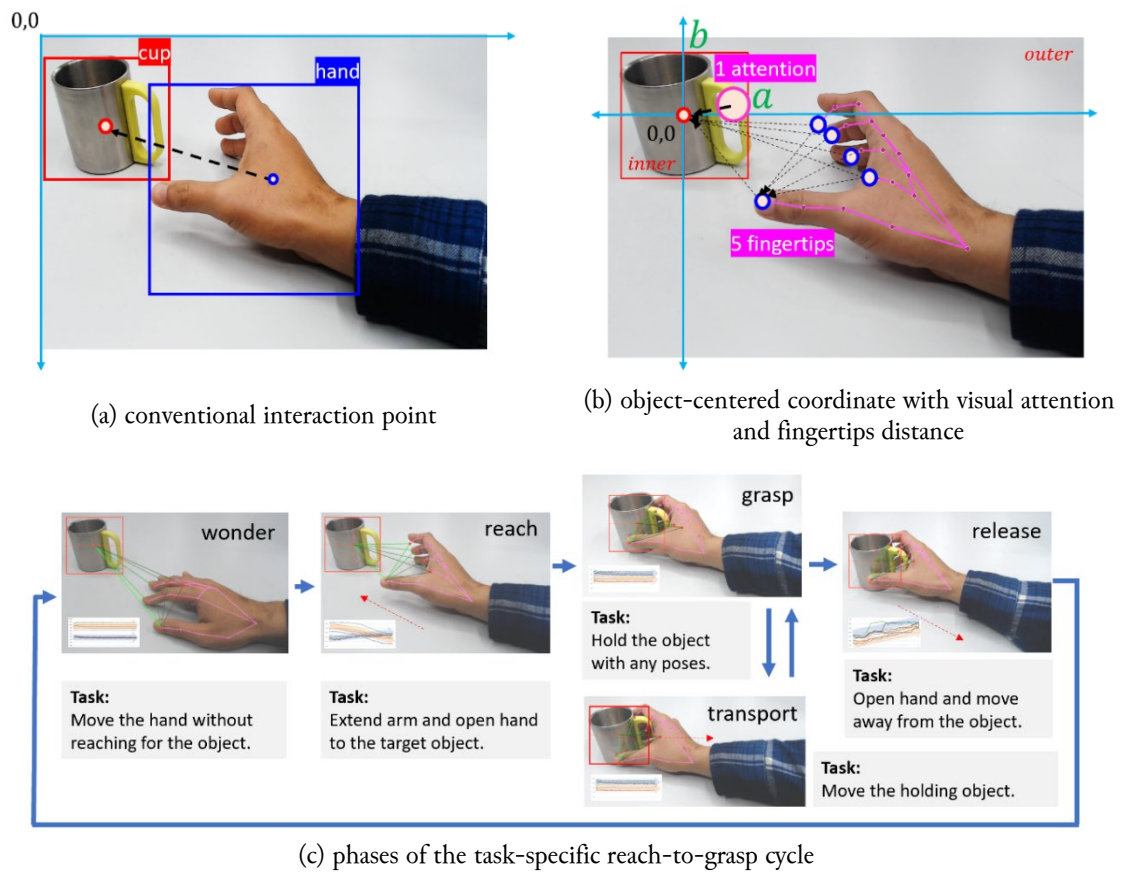 0,0
cup
hand
(a) conventional interaction point
b
outer
1 attention
a
0,0
inner
5 fingertips
(b) object-centered coordinate with visual attention
and fingertips distance
wonder
Task:
Move the hand without
reaching for the object.
reach
Task:
Extend arm and open hand
to the target object.
grasp
Task:
Hold the object
with any poses.
transport
Task:
Move the holding object.
release
Task:
Open hand and move
away from the object.
(c) phases of the task-specific reach-to-grasp cycle